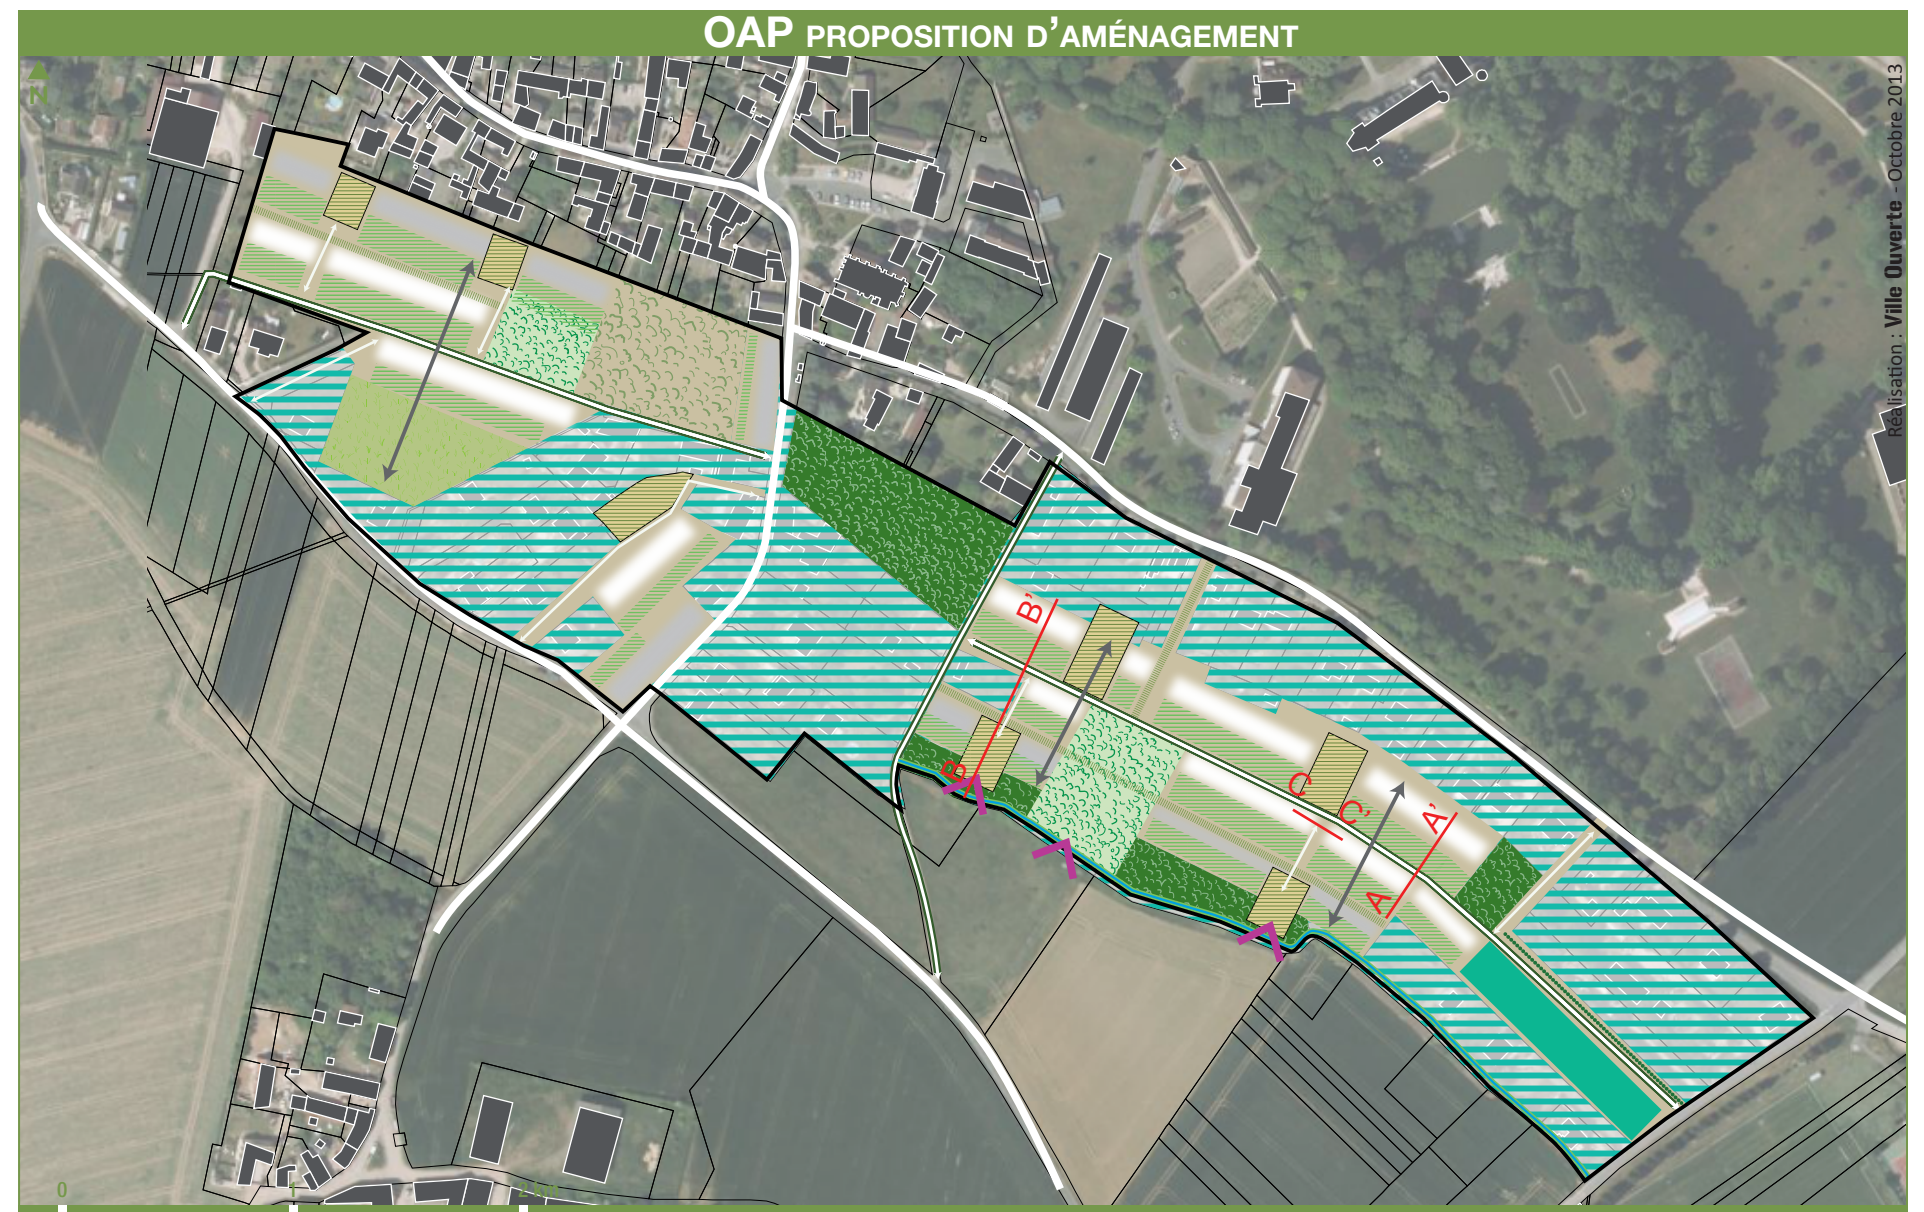 OAP PROPOSITION D'AMÉNAGEMENT
N
Réalisation : Ville Ouverte - Octobre 2013
B'
B
C
C'
A'
A
0
1
2 km